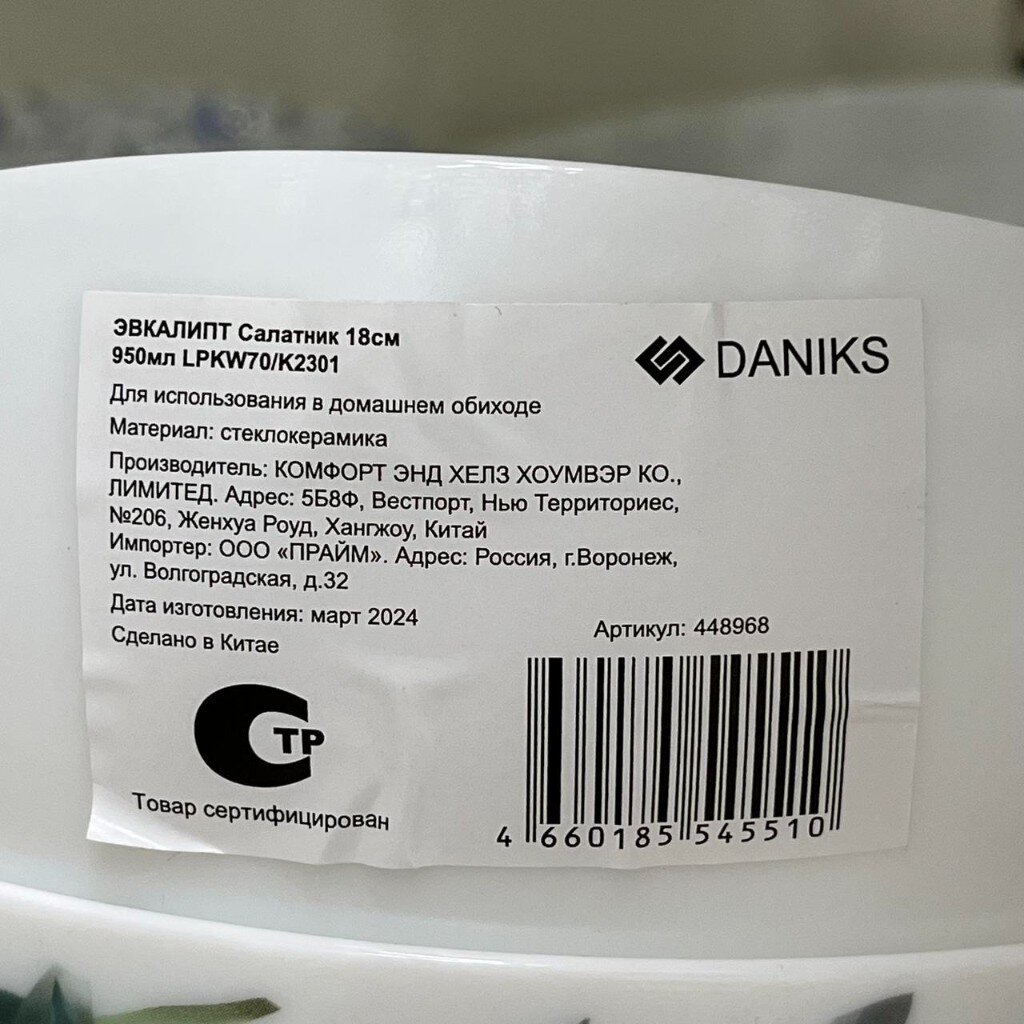 ЭВКАЛИПТ Салатник 18см
950мл LPKW70/K2301
DANIKS
Для использования в домашнем обиходе
Материал: стеклокерамика
Производитель: КОМФОРТ ЭНД ХЕЛЗ ХОУМВЭР КО.,
ЛИМИТЕД. Адрес: 5Б8Ф, Вестпорт, Нью Территориес,
№206, Женхуа Роуд, Хангжоу, Китай
Импортер: ООО «ПРАЙМ». Адрес: Россия, г.Воронеж,
ул. Волгоградская, д.32
Дата изготовления: март 2024
Сделано в Китае
Артикул: 448968
ТР
Товар сертифицирован
4 660185 545510